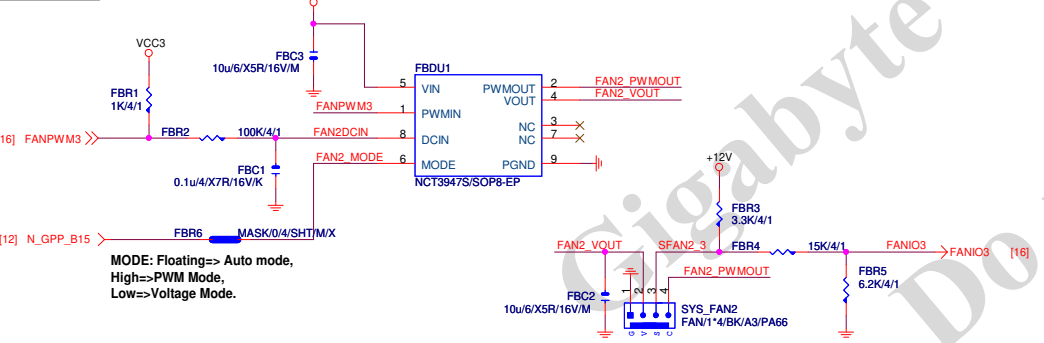 VCC3
FBR1
1K/4/1
16]
FANPWM3
FBR2
100K/4/1
FAN2DCIN
FBC1
0.1u/4/X7R/16V/K
FBC3
10u/6/X5R/16V/M
FANPWM3
FAN2_MODE
FBDU1
5
VIN
1
PWMIN
8
DCIN
6
MODE
PWMOUT
2
FAN2_PWMOUT
VOUT
4
FAN2_VOUT
NC
3
NC
7
PGND
9
NCT3947S/SOP8-EP
[12]
N_GPP_B15
FBR6
MASK/0/4/SHT/M/X
MODE: Floating=> Auto mode,
High=>PWM Mode,
Low=>Voltage Mode.
+12V
FBR3
3.3K/4/1
FAN2_VOUT
SFAN2_3
FBR4
15K/4/1
FANIO3
FANIO3
[16]
FBR5
6.2K/4/1
FAN2_PWMOUT
FBC2
10u/6/X5R/16V/M
1
2
3
4
G
V
S
C
SYS_FAN2
FAN/1*4/BK/A3/PA66
Gigabyte
Do